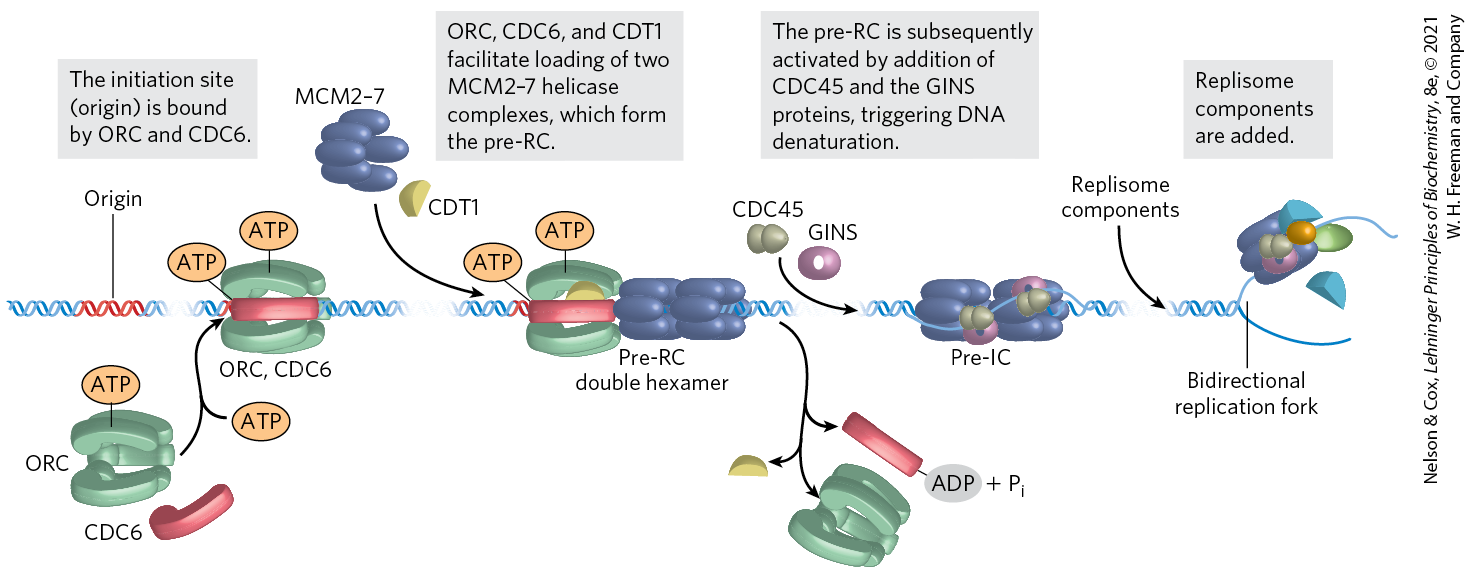 The initiation site
(origin) is bound
by ORC and CDC6.
MCM2–7
ORC, CDC6, and CDT1
facilitate loading of two
MCM2–7 helicase
complexes, which form
the pre-RC.
The pre-RC is subsequently
activated by addition of
CDC45 and the GINS
proteins, triggering DNA
denaturation.
Replisome
components
are added.
Origin
ATP
ATP
CDT1
ATP
ATP
CDC45
GINS
Replisome
components
ORC, CDC6
Pre-RC
double hexamer
Pre-IC
Bidirectional
replication fork
ATP
ATP
ORC
CDC6
ADP + Pi
Nelson & Cox, Lehninger Principles of Biochemistry, 8e, © 2021
W. H. Freeman and Company